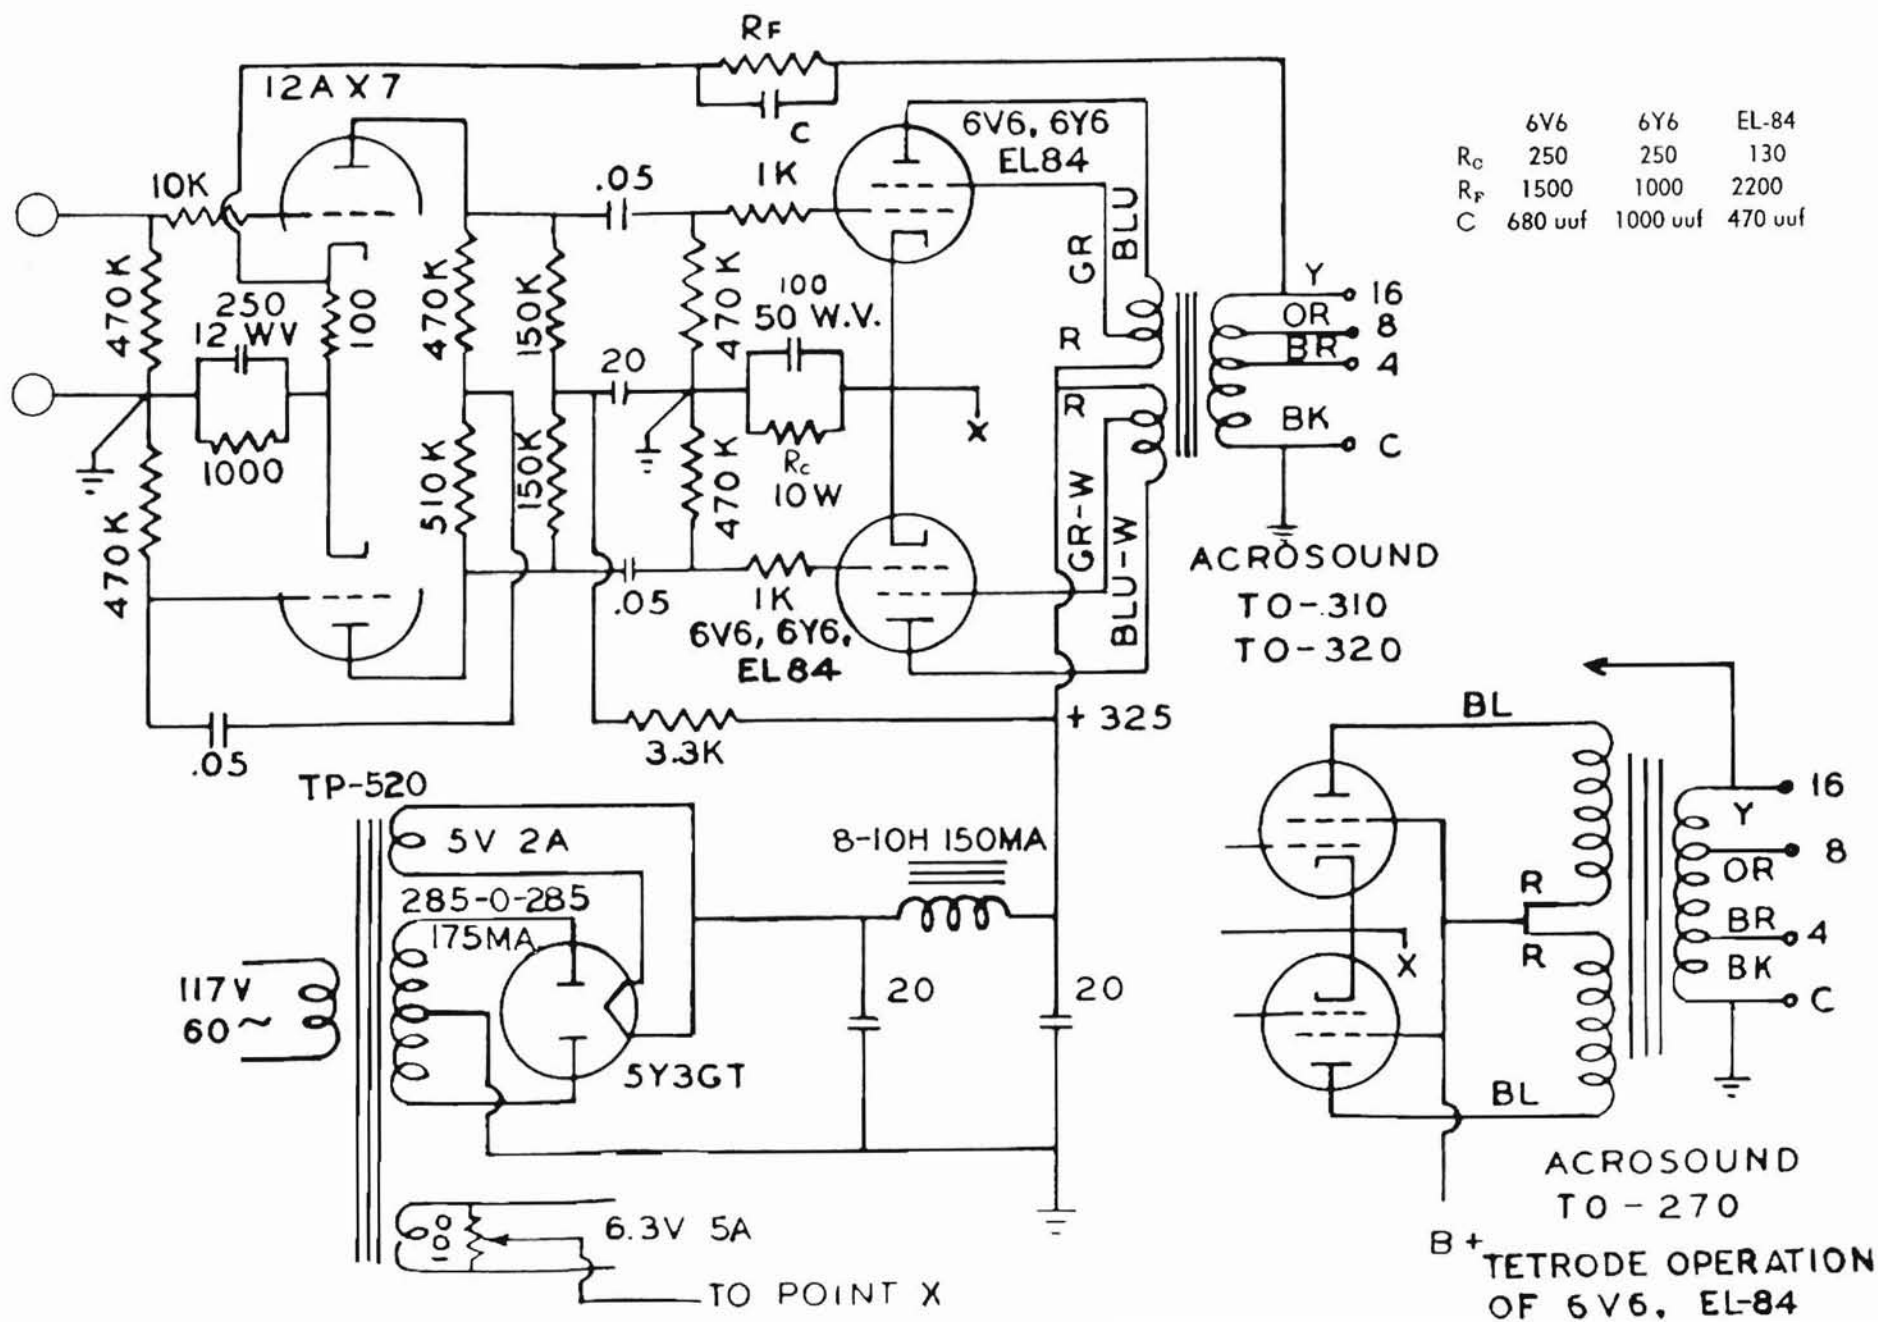 RF
12AX7
C
6V6, 6Y6
EL84
6V6 6Y6 EL-84
Rc 250 250 130
RF 1500 1000 2200
C 680 uuf 1000 uuf 470 uuf
10K
.05
1K
BLU
GR
470K
250
12 WV
100
470K
150K
470K
100
50 W.V.
20
R
R
Y
16
OR
8
BR
4
BK
C
X
1000
Rc
10W
470K
510K
150K
470K
GR-W
BLU-W
.05
1K
6V6, 6Y6,
EL84
ACROSOUND
TO-310
TO-320
+ 325
3.3K
.05
TP-520
5V 2A
8-10H 150MA
285-0-285
175MA
117V
60~
5Y3GT
20
20
100
6.3V 5A
TO POINT X
BL
R
R
X
BL
16
Y
8
OR
BR
4
BK
C
B+
ACROSOUND
TO-270
TETRODE OPERATION
OF 6V6, EL-84